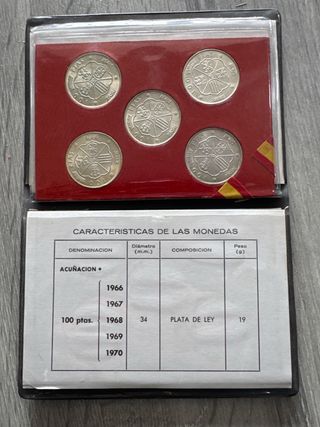 CARACTERISTICAS DE LAS MONEDAS
DENOMINACION Diámetro (m.m.) COMPOSICION Peso (g)
ACUÑACION *
1966
1967
100 ptas. 1968 34 PLATA DE LEY 19
1969
1970